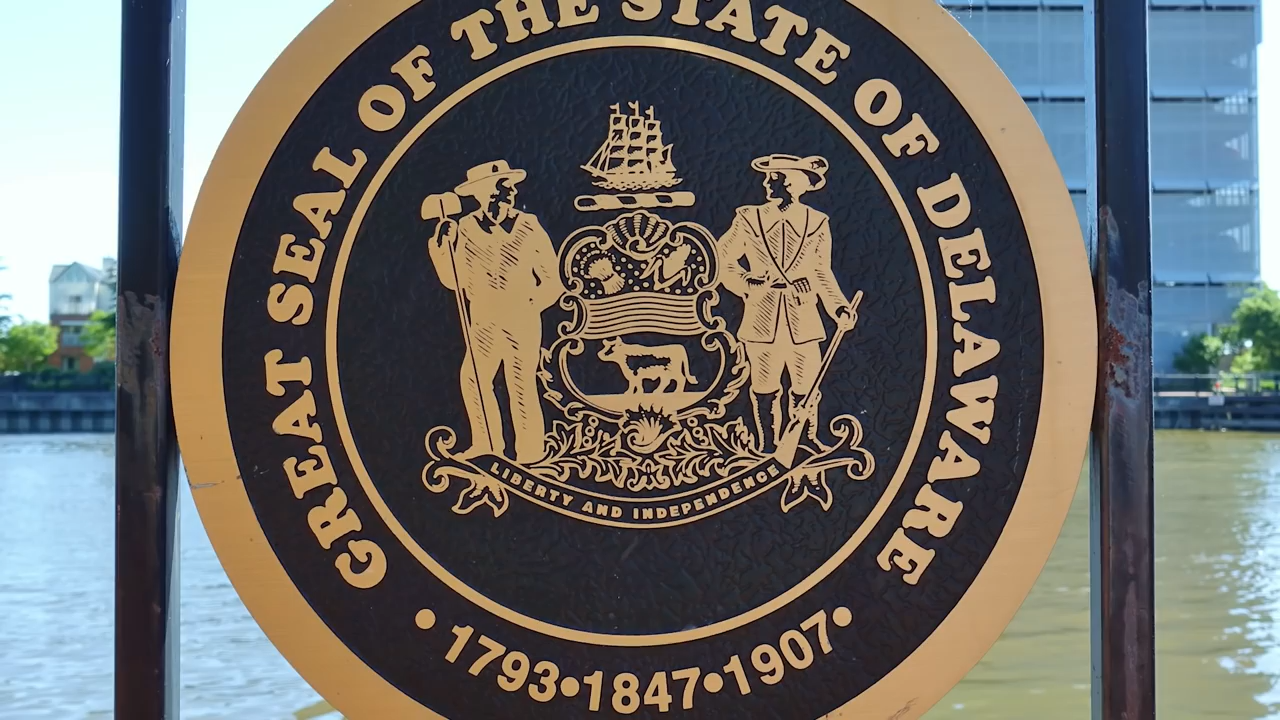 GREAT SEAL OF THE STATE OF DELAWARE
LIBERTY AND INDEPENDENCE
•1793•1847•1907•